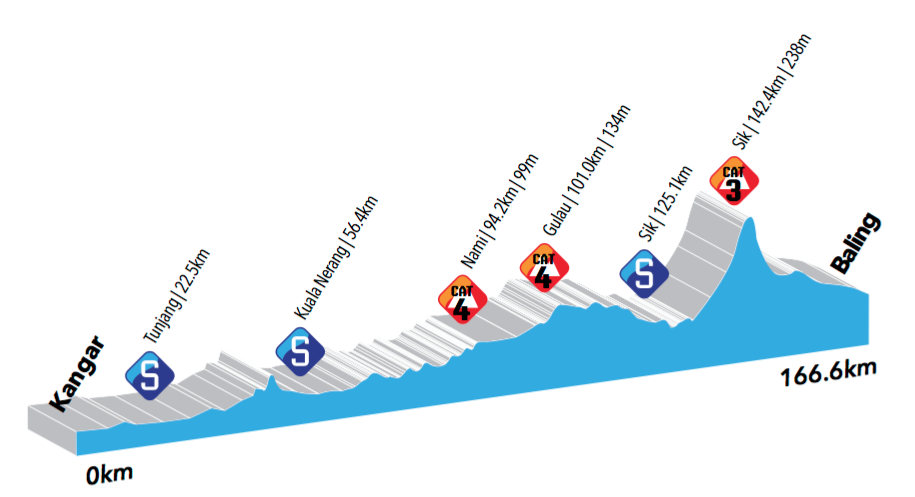 Kangar
0km
Tunjang | 22.5km
S
Kuala Nerang | 56.4km
S
Nami | 94.2km | 99m
CAT
4
Gulau | 101.0km | 134m
CAT
4
Sik | 125.1km
S
Sik | 142.4km | 238m
CAT
3
Baling
166.6km